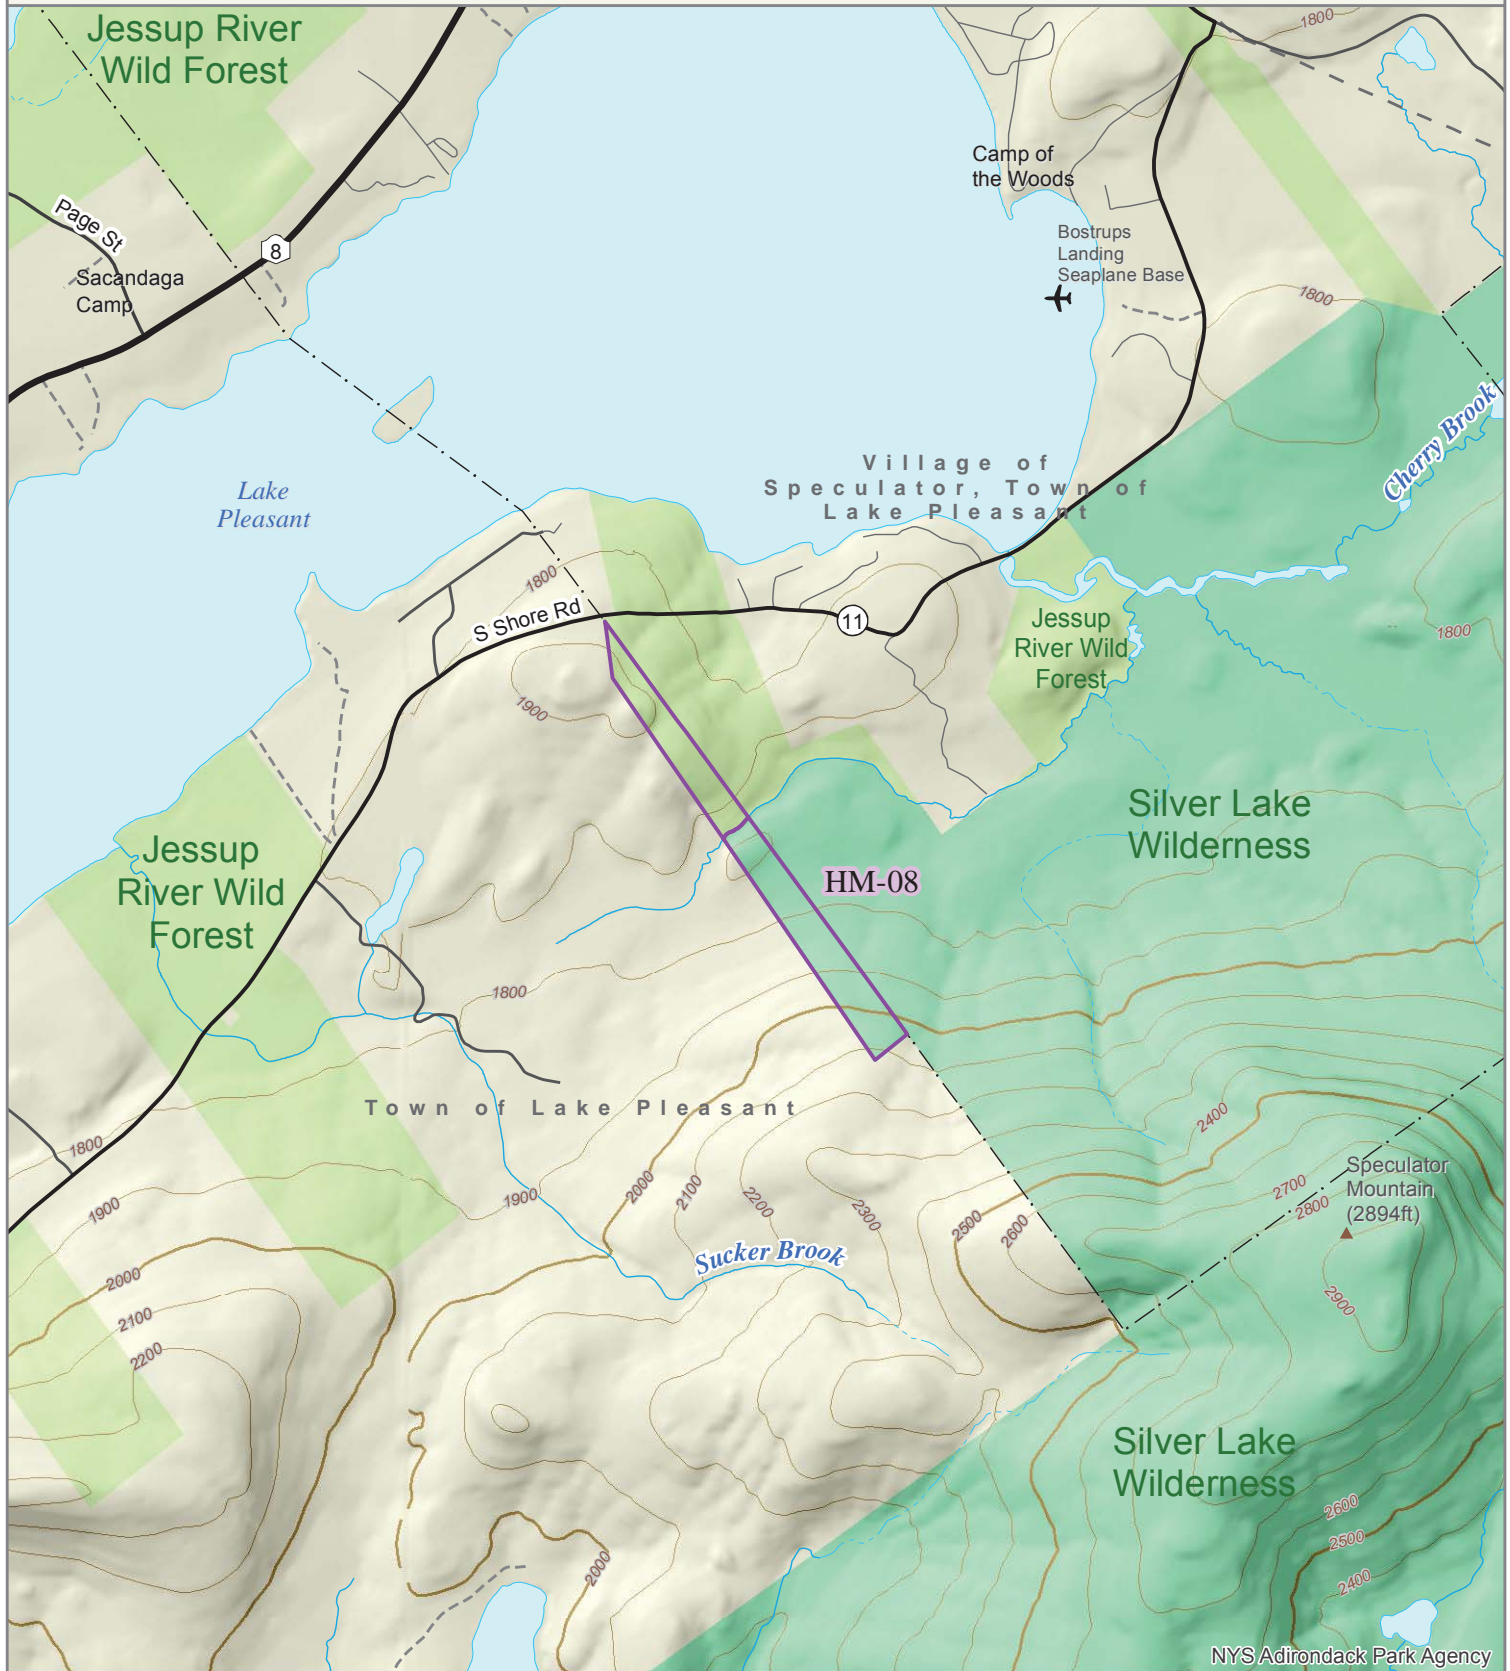 Jessup River
Wild Forest
1800
Camp of
the Woods
Page St
8
Bostrups
Landing
Seaplane Base
Sacandaga
Camp
1800
Cherry Brook
Village of
Speculator, Town of
Lake Pleasant
Lake
Pleasant
1800
S Shore Rd
11
Jessup
River Wild
Forest
1800
1900
Silver Lake
Wilderness
Jessup
River Wild
Forest
HM-08
1800
Town of Lake Pleasant
2400
1800
Speculator
Mountain
(2894ft)
2700
2800
1900
1900
2000
2100
2200
2300
2500
2600
Sucker Brook
2000
2100
2200
2900
Silver Lake
Wilderness
2600
2500
2400
2000
NYS Adirondack Park Agency